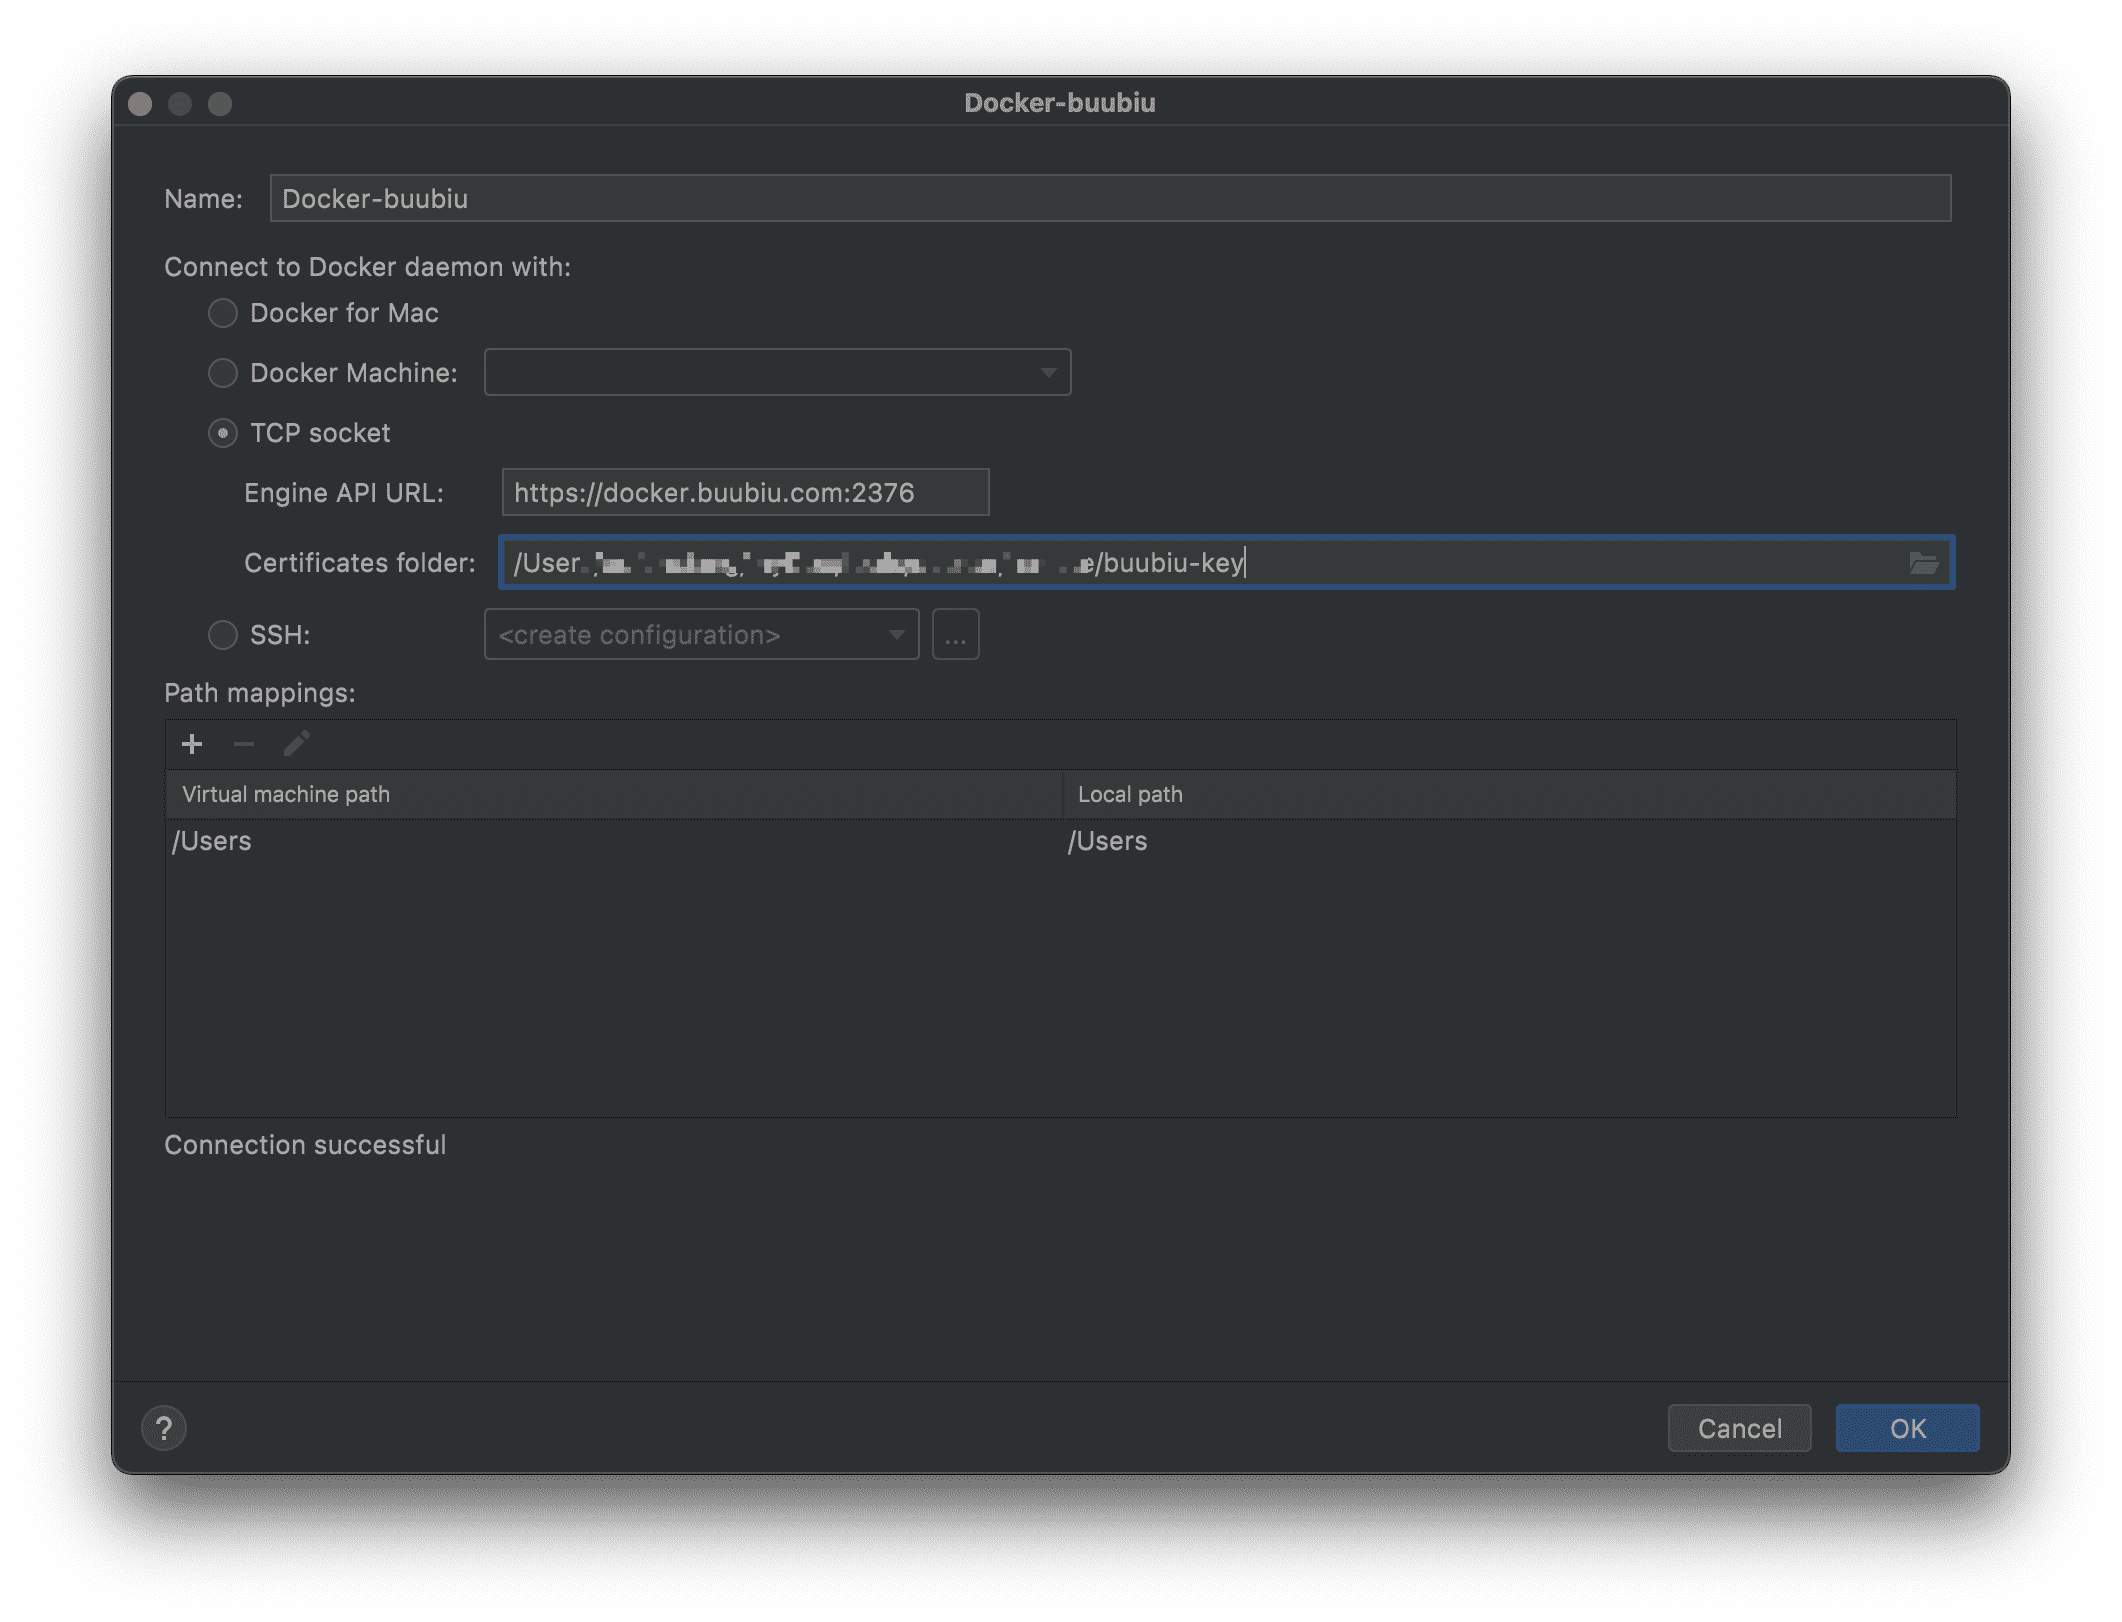 Docker-buubiu
Name: Docker-buubiu
Connect to Docker daemon with:
Docker for Mac
Docker Machine:
TCP socket
Engine API URL: https://docker.buubiu.com:2376
Certificates folder: /User e/buubiu-key
SSH: <create configuration> ...
Path mappings:
Virtual machine path Local path
/Users /Users
Connection successful
? Cancel OK